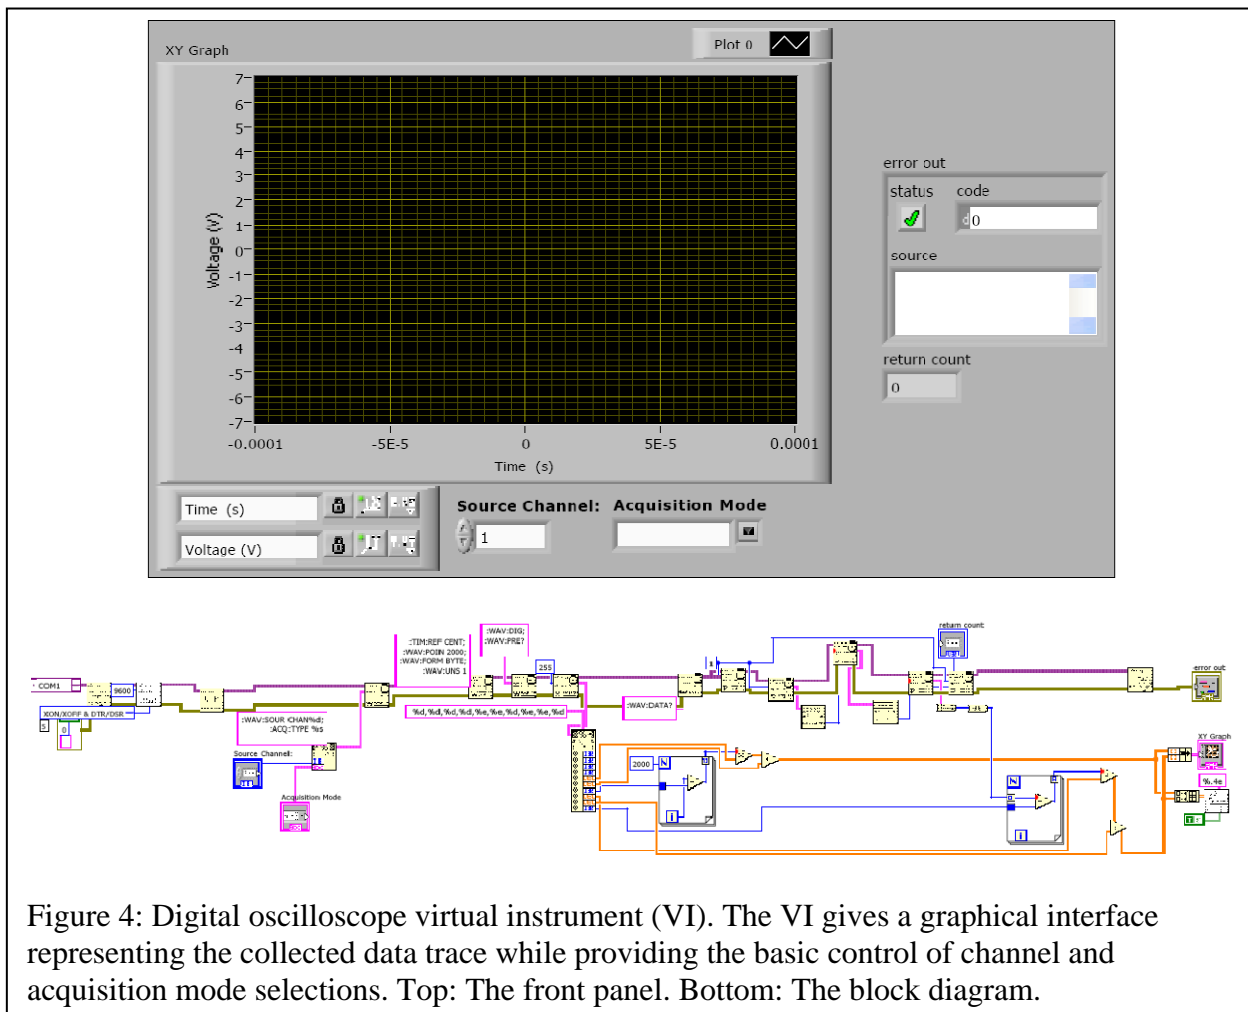 XY Graph
Plot 0
7
6
5
4
3
2
1
0
-1
-2
-3
-4
-5
-6
-7
Voltage (V)
-0.0001
-5E-5
0
5E-5
0.0001
Time (s)
error out
status
code
d 0
source
return count
0
Time (s)
Voltage (V)
Source Channel:
Acquisition Mode
1
:TIM:REF CENT;
:WAV:POIN 2000;
:WAV:FORM BYTE;
:WAV:UNS 1
:WAV:DIG;
:WAV:PRE?
255
return count
1
error out
COM1
9600
XON/XOFF & DTR/DSR
5
0
:WAV:SOUR CHAN%d;
:ACQ:TYPE %s
%d,%d,%d,%d,%e,%e,%d,%e,%e,%d
:WAV:DATA?
Source Channel:
Acquisition Mode
2000
N
i
N
i
XY Graph
%.4e
T
Figure 4: Digital oscilloscope virtual instrument (VI). The VI gives a graphical interface
representing the collected data trace while providing the basic control of channel and
acquisition mode selections. Top: The front panel. Bottom: The block diagram.